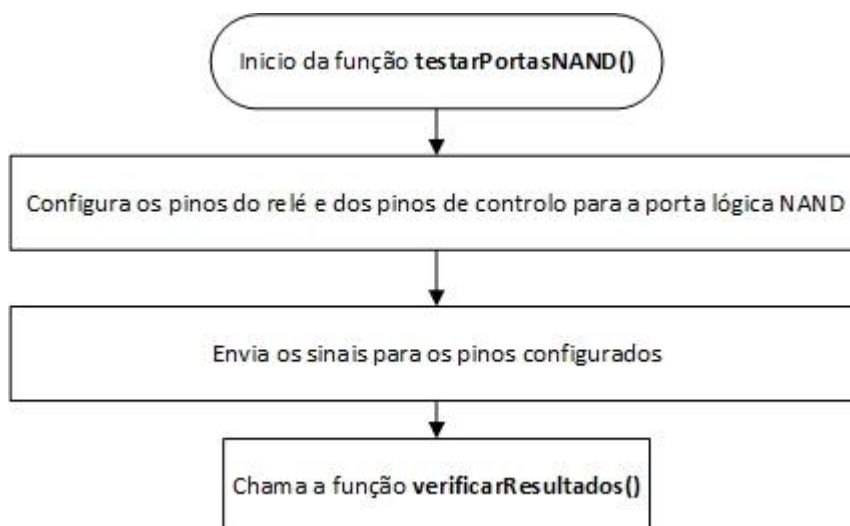 Inicio da função testarPortasNAND()
Configura os pinos do relé e dos pinos de controlo para a porta lógica NAND
Envia os sinais para os pinos configurados
Chama a função verificarResultados()